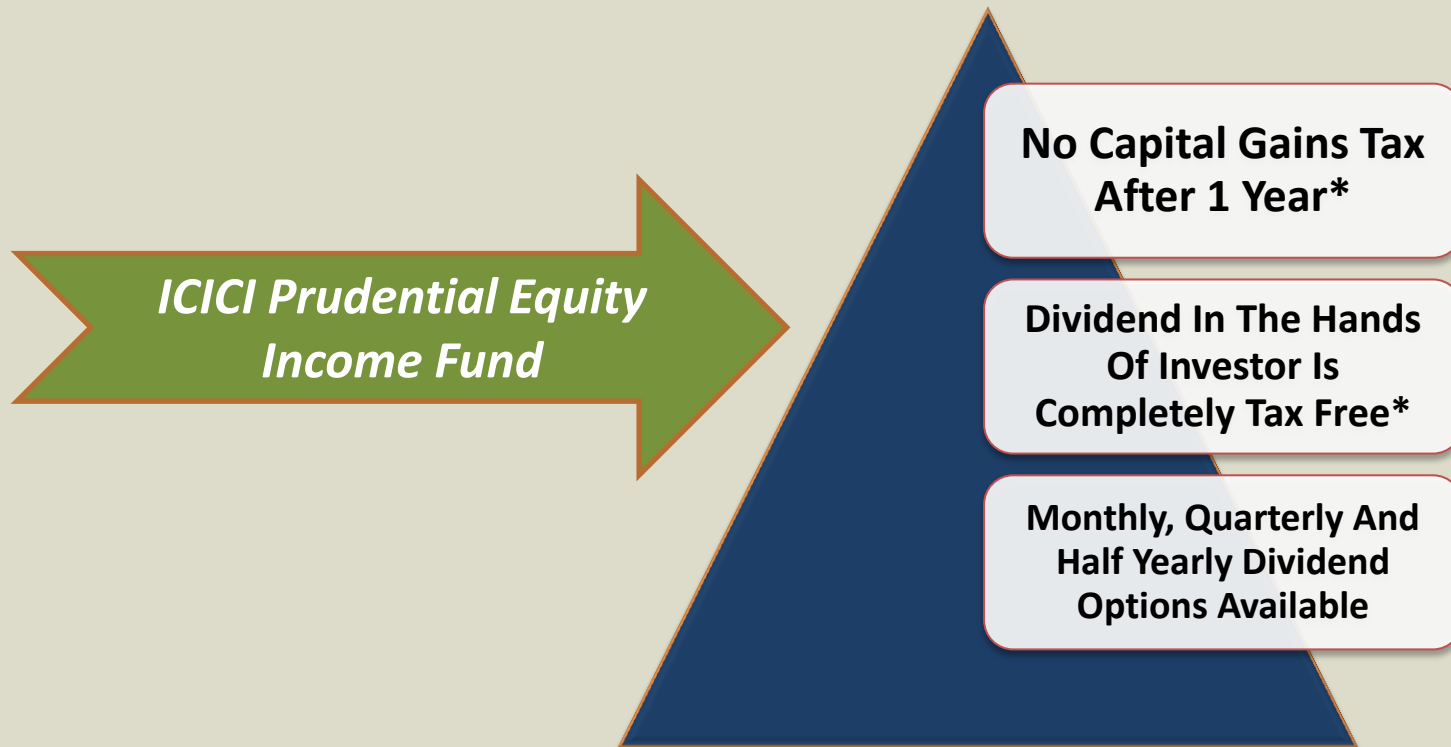 ICICI Prudential Equity
Income Fund
No Capital Gains Tax
After 1 Year*
Dividend In The Hands
Of Investor Is
Completely Tax Free*
Monthly, Quarterly And
Half Yearly Dividend
Options Available